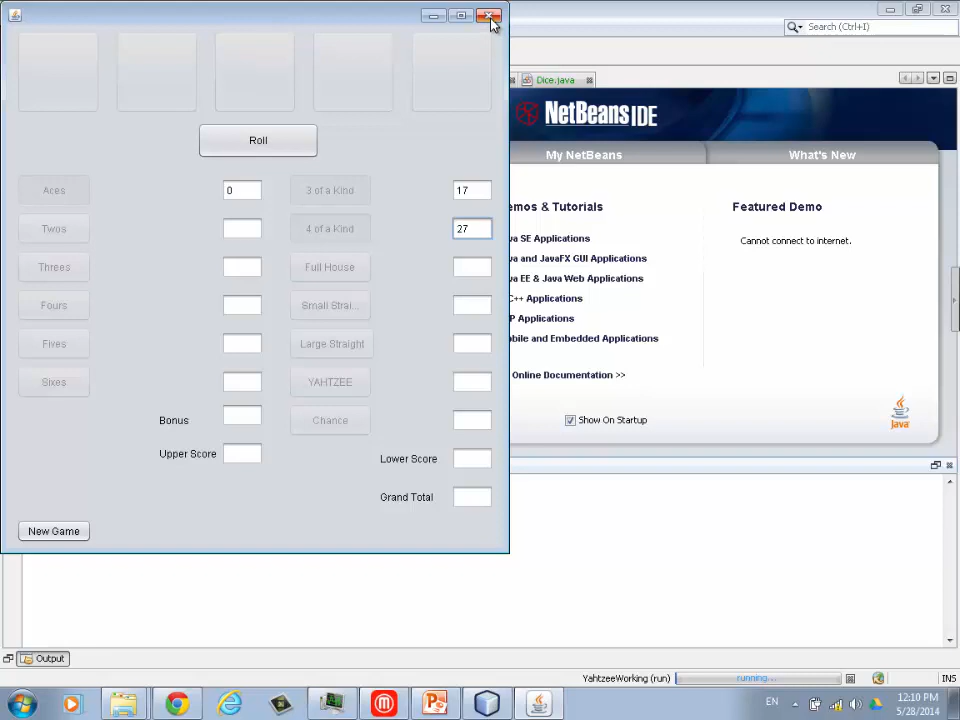 Search (Ctrl+I)
Dice.java
NetBeans IDE
My NetBeans
What's New
Roll
Aces
0
3 of a Kind
17
Twos
4 of a Kind
27
Threes
Full House
Fours
Small Strai...
Fives
Large Straight
Sixes
YAHTZEE
Bonus
Chance
Upper Score
Lower Score
Grand Total
New Game
emos & Tutorials
va SE Applications
va and JavaFX GUI Applications
va EE & Java Web Applications
C++ Applications
P Applications
obile and Embedded Applications
Online Documentation >>
Featured Demo
Cannot connect to internet.
Show On Startup
Java
Output
YahtzeeWorking (run)
running...
INS
EN
12:10 PM
5/28/2014